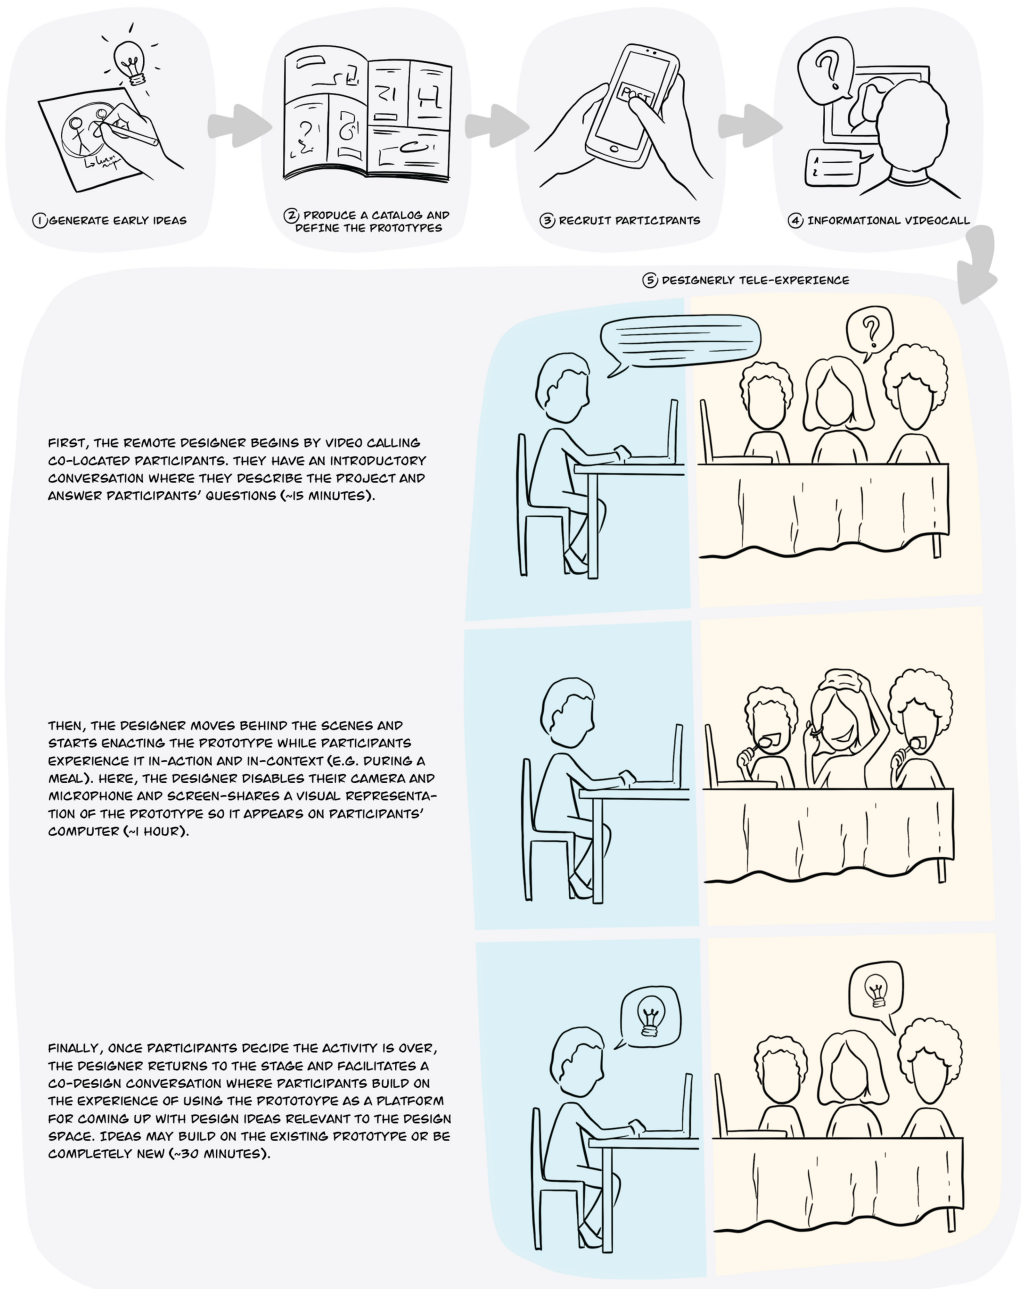 ① GENERATE EARLY IDEAS
② PRODUCE A CATALOG AND
DEFINE THE PROTOTYPES
POST
③ RECRUIT PARTICIPANTS
?
1.
2.
④ INFORMATIONAL VIDEOCALL
⑤ DESIGNERLY TELE-EXPERIENCE
?
FIRST, THE REMOTE DESIGNER BEGINS BY VIDEO CALLING
CO-LOCATED PARTICIPANTS. THEY HAVE AN INTRODUCTORY
CONVERSATION WHERE THEY DESCRIBE THE PROJECT AND
ANSWER PARTICIPANTS' QUESTIONS (~15 MINUTES).
THEN, THE DESIGNER MOVES BEHIND THE SCENES AND
STARTS ENACTING THE PROTOTYPE WHILE PARTICIPANTS
EXPERIENCE IT IN-ACTION AND IN-CONTEXT (E.G. DURING A
MEAL). HERE, THE DESIGNER DISABLES THEIR CAMERA AND
MICROPHONE AND SCREEN-SHARES A VISUAL REPRESENTA-
TION OF THE PROTOTYPE SO IT APPEARS ON PARTICIPANTS'
COMPUTER (~1 HOUR).
FINALLY, ONCE PARTICIPANTS DECIDE THE ACTIVITY IS OVER,
THE DESIGNER RETURNS TO THE STAGE AND FACILITATES A
CO-DESIGN CONVERSATION WHERE PARTICIPANTS BUILD ON
THE EXPERIENCE OF USING THE PROTOTOYPE AS A PLATFORM
FOR COMING UP WITH DESIGN IDEAS RELEVANT TO THE DESIGN
SPACE. IDEAS MAY BUILD ON THE EXISTING PROTOTYPE OR BE
COMPLETELY NEW (~30 MINUTES).